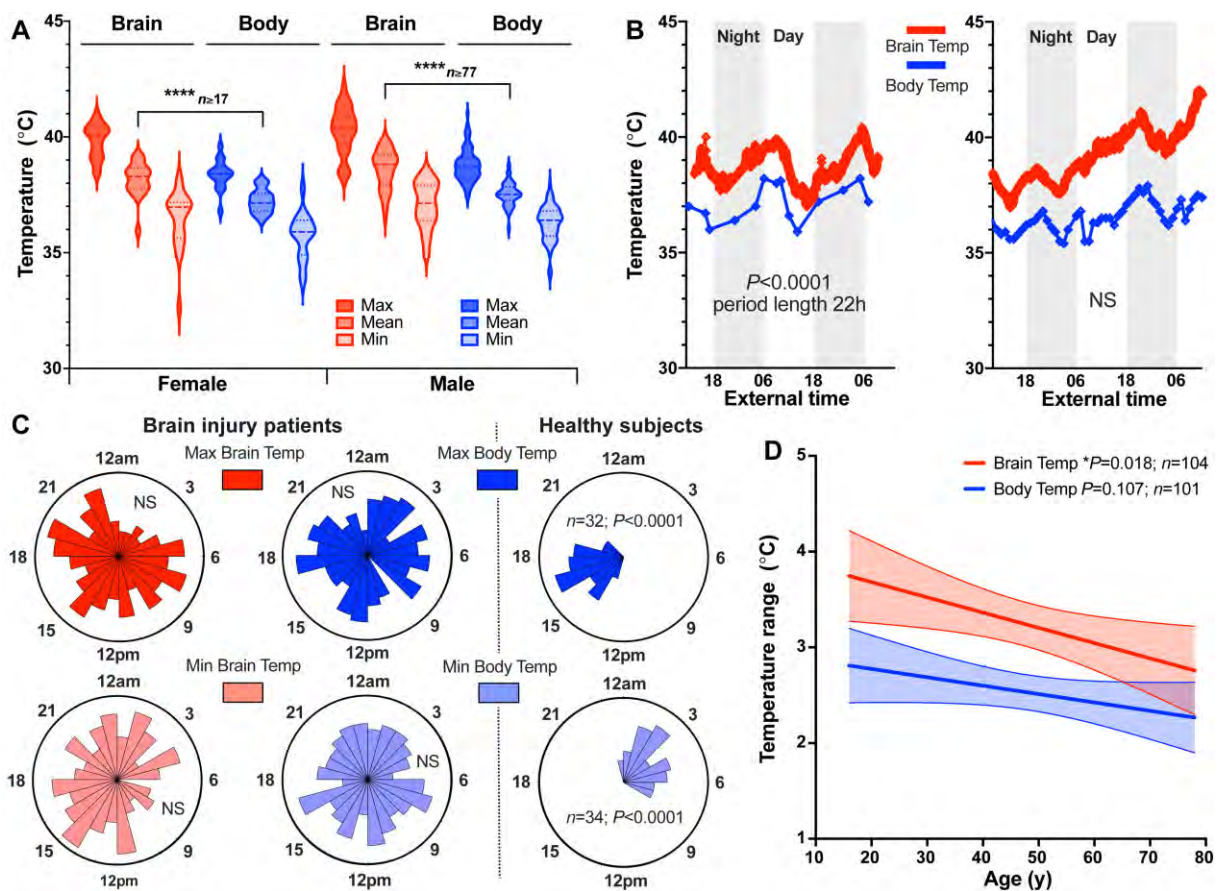 A
Brain Body Brain Body
**** n≥17
**** n≥77
Temperature (°C)
45
40
35
30
Max Max
Mean Mean
Min Min
Female Male
B
Temperature (°C)
45
40
35
30
Night Day
P<0.0001
period length 22h
18 06 18 06
External time
Brain Temp
Body Temp
45
40
35
30
Night Day
NS
18 06 18 06
External time
C
Brain injury patients Healthy subjects
Max Brain Temp Max Body Temp
12am
3
6
9
12pm
15
18
21
NS
12am
3
6
9
12pm
15
18
21
NS
12am
3
6
9
12pm
15
18
21
n=32; P<0.0001
Min Brain Temp Min Body Temp
12am
3
6
9
12pm
15
18
21
NS
12am
3
6
9
12pm
15
18
21
NS
12am
3
6
9
12pm
15
18
21
n=34; P<0.0001
D
Brain Temp *P=0.018; n=104
Body Temp P=0.107; n=101
Temperature range (°C)
5
4
3
2
1
10 20 30 40 50 60 70 80
Age (y)